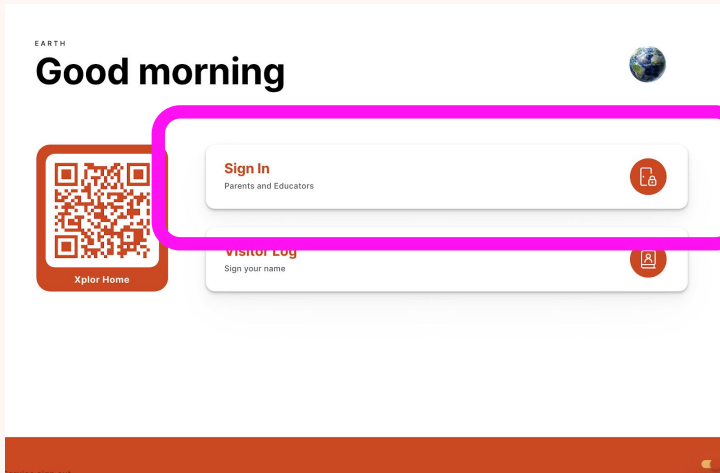 EARTH
Good morning
Sign In
Parents and Educators
Visitor Log
Sign your name
Xplor Home